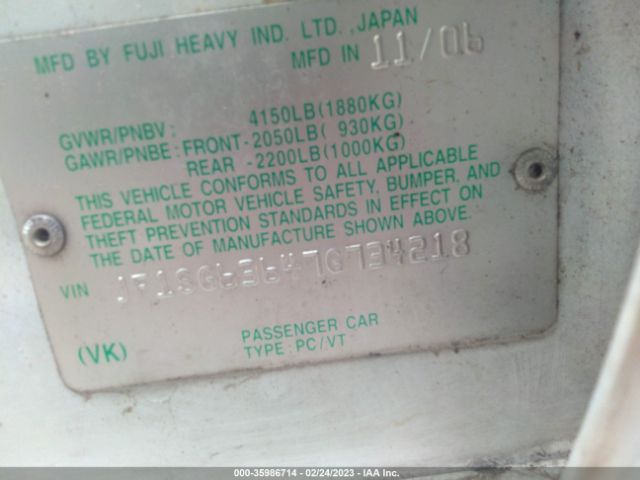 MFD BY FUJI HEAVY IND. LTD., JAPAN
MFD IN 11/06
GVWR/PNBV : 4150LB(1880KG)
GAWR/PNBE : FRONT-2050LB( 930KG)
REAR -2200LB(1000KG)
THIS VEHICLE CONFORMS TO ALL APPLICABLE
FEDERAL MOTOR VEHICLE SAFETY, BUMPER, AND
THEFT PREVENTION STANDARDS IN EFFECT ON
THE DATE OF MANUFACTURE SHOWN ABOVE.
VIN JF1SG63647G734218
PASSENGER CAR
(VK) TYPE : PC/VT
000-35986714 - 02/24/2023 - IAA Inc.